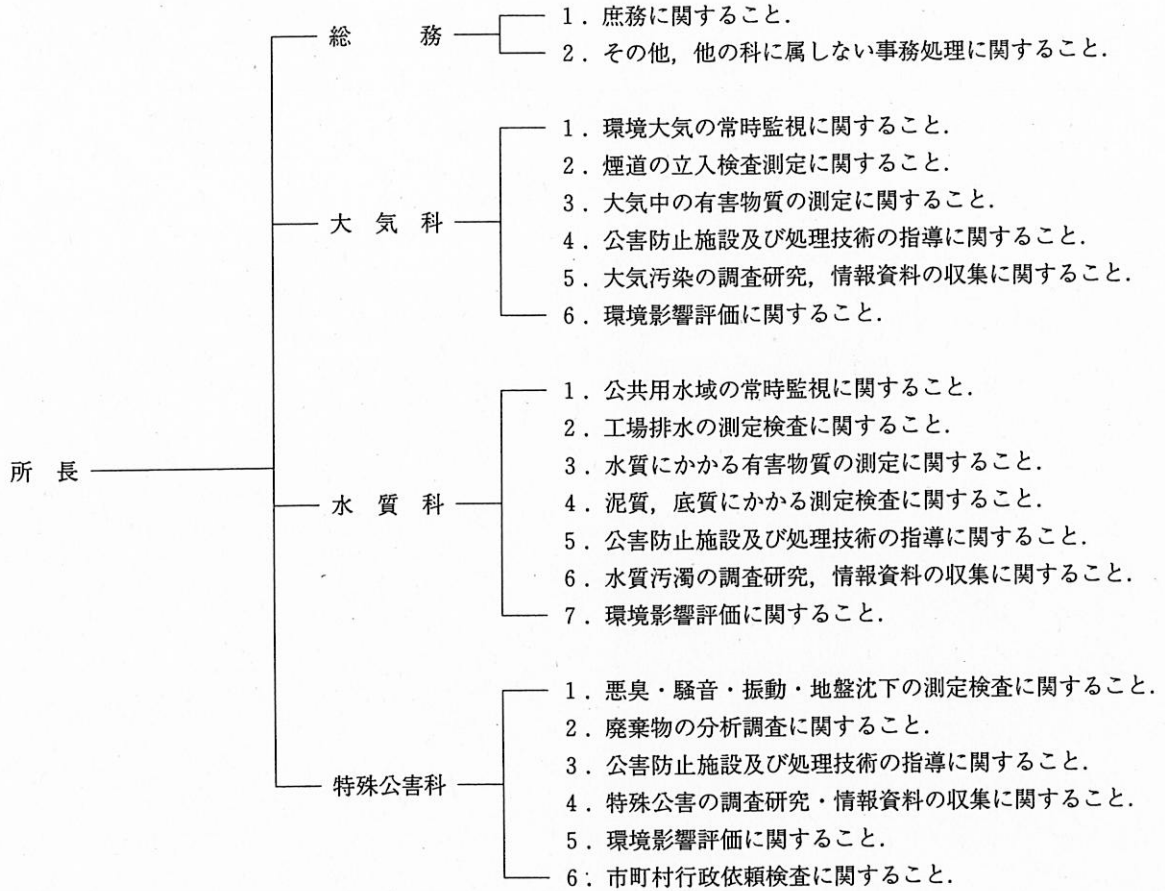 所 長
総 務
1．庶務に関すること．
2．その他，他の科に属しない事務処理に関すること．
大 気 科
1．環境大気の常時監視に関すること．
2．煙道の立入検査測定に関すること．
3．大気中の有害物質の測定に関すること．
4．公害防止施設及び処理技術の指導に関すること．
5．大気汚染の調査研究，情報資料の収集に関すること．
6．環境影響評価に関すること．
水 質 科
1．公共用水域の常時監視に関すること．
2．工場排水の測定検査に関すること．
3．水質にかかる有害物質の測定に関すること．
4．泥質，底質にかかる測定検査に関すること．
5．公害防止施設及び処理技術の指導に関すること．
6．水質汚濁の調査研究，情報資料の収集に関すること．
7．環境影響評価に関すること．
特殊公害科
1．悪臭・騒音・振動・地盤沈下の測定検査に関すること．
2．廃棄物の分析調査に関すること．
3．公害防止施設及び処理技術の指導に関すること．
4．特殊公害の調査研究・情報資料の収集に関すること．
5．環境影響評価に関すること．
6．市町村行政依頼検査に関すること．